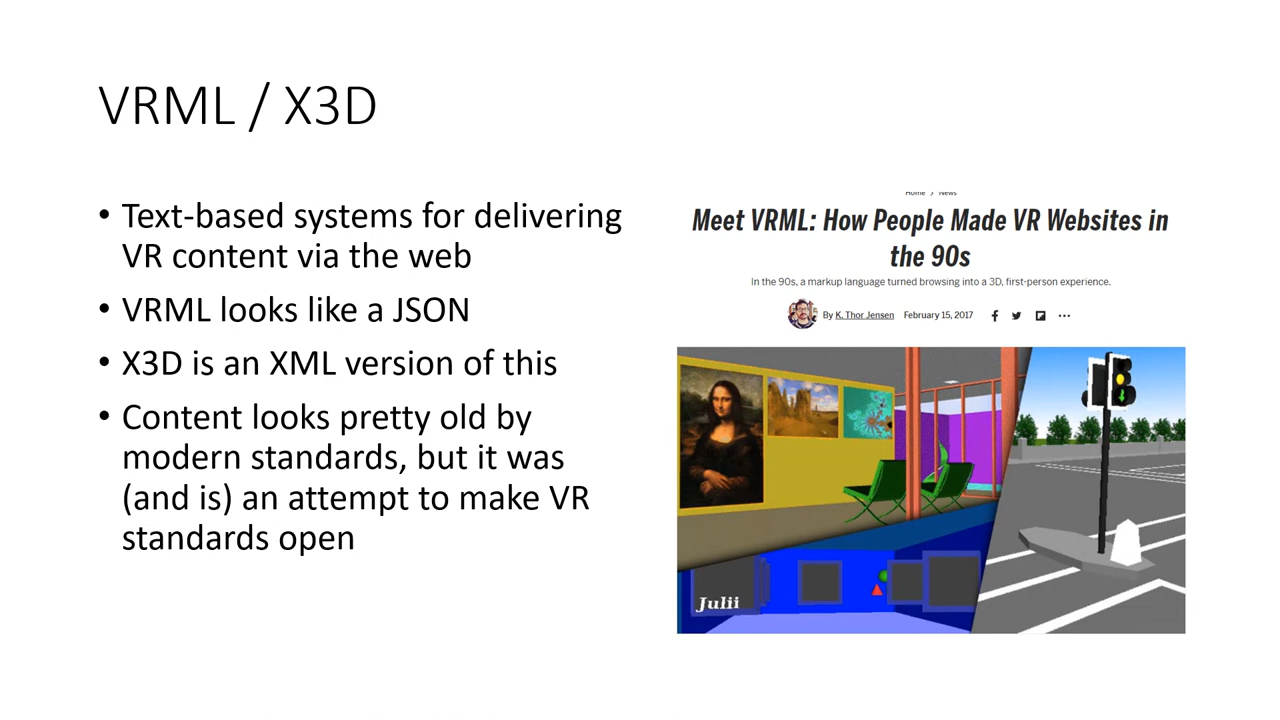 VRML / X3D
• Text-based systems for delivering
VR content via the web
• VRML looks like a JSON
• X3D is an XML version of this
• Content looks pretty old by
modern standards, but it was
(and is) an attempt to make VR
standards open
Home > News
Meet VRML: How People Made VR Websites in
the 90s
In the 90s, a markup language turned browsing into a 3D, first-person experience.
By K. Thor Jensen February 15, 2017
Julii